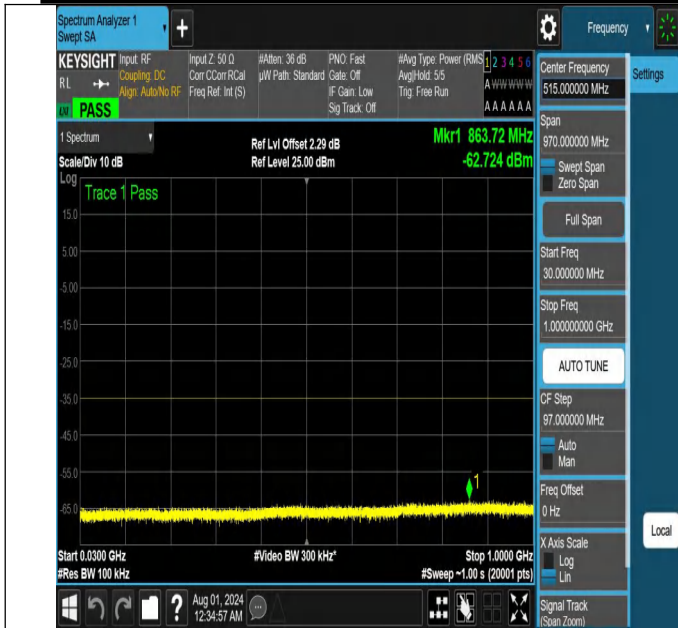 Spectrum Analyzer 1
Swept SA
+
Frequency
KEYSIGHT
RL
PASS
Input: RF
Coupling: DC
Align: Auto/No RF
Input Z: 50 Ω
Corr CCorr RCal
Freq Ref: Int (S)
#Atten: 36 dB
µW Path: Standard
PNO: Fast
Gate: Off
IF Gain: Low
Sig Track: Off
#Avg Type: Power (RMS
Avg|Hold: 5/5
Trig: Free Run
1 2 3 4 5 6
A W W W W W
A A A A A A
1 Spectrum
Scale/Div 10 dB
Ref Lvl Offset 2.29 dB
Ref Level 25.00 dBm
Mkr1 863.72 MHz
-62.724 dBm
Log
Trace 1 Pass
15.0
5.00
-5.00
-15.0
-25.0
-35.0
-45.0
-55.0
-65.0
1
Start 0.0300 GHz
#Res BW 100 kHz
#Video BW 300 kHz*
Stop 1.0000 GHz
#Sweep ~1.00 s (20001 pts)
?
Aug 01, 2024
12:34:57 AM
Center Frequency
515.000000 MHz
Settings
Span
970.000000 MHz
Swept Span
Zero Span
Full Span
Start Freq
30.000000 MHz
Stop Freq
1.000000000 GHz
AUTO TUNE
CF Step
97.000000 MHz
Auto
Man
Freq Offset
0 Hz
Local
X Axis Scale
Log
Lin
Signal Track
(Span Zoom)